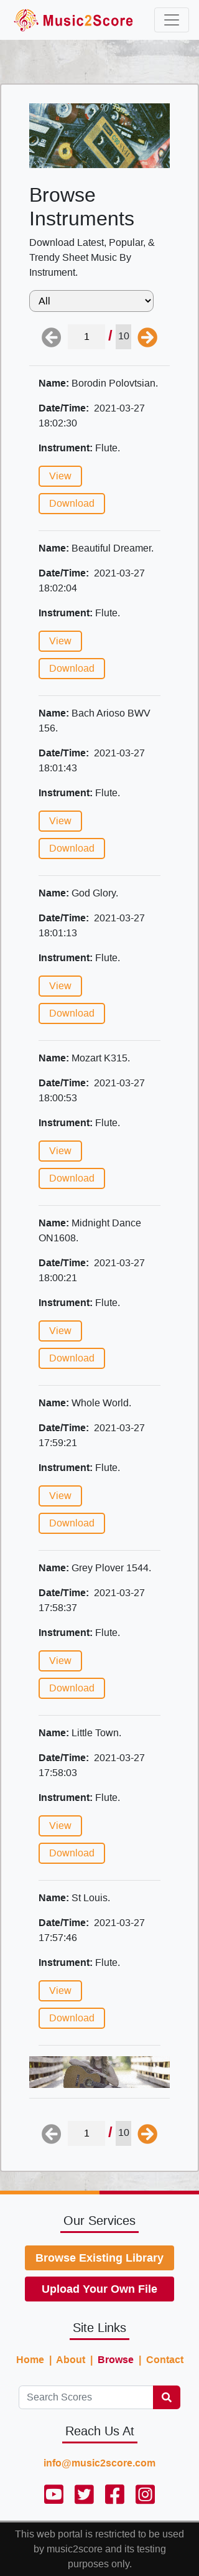 Music2Score
Browse
Instruments
Download Latest, Popular, &
Trendy Sheet Music By
Instrument.
All
1 / 10
Name: Borodin Polovtsian.
Date/Time: 2021-03-27
18:02:30
Instrument: Flute.
View
Download
Name: Beautiful Dreamer.
Date/Time: 2021-03-27
18:02:04
Instrument: Flute.
View
Download
Name: Bach Arioso BWV
156.
Date/Time: 2021-03-27
18:01:43
Instrument: Flute.
View
Download
Name: God Glory.
Date/Time: 2021-03-27
18:01:13
Instrument: Flute.
View
Download
Name: Mozart K315.
Date/Time: 2021-03-27
18:00:53
Instrument: Flute.
View
Download
Name: Midnight Dance
ON1608.
Date/Time: 2021-03-27
18:00:21
Instrument: Flute.
View
Download
Name: Whole World.
Date/Time: 2021-03-27
17:59:21
Instrument: Flute.
View
Download
Name: Grey Plover 1544.
Date/Time: 2021-03-27
17:58:37
Instrument: Flute.
View
Download
Name: Little Town.
Date/Time: 2021-03-27
17:58:03
Instrument: Flute.
View
Download
Name: St Louis.
Date/Time: 2021-03-27
17:57:46
Instrument: Flute.
View
Download
1 / 10
Our Services
Browse Existing Library
Upload Your Own File
Site Links
Home | About | Browse | Contact
Search Scores
Reach Us At
info@music2score.com
This web portal is restricted to be used
by music2score and its testing
purposes only.